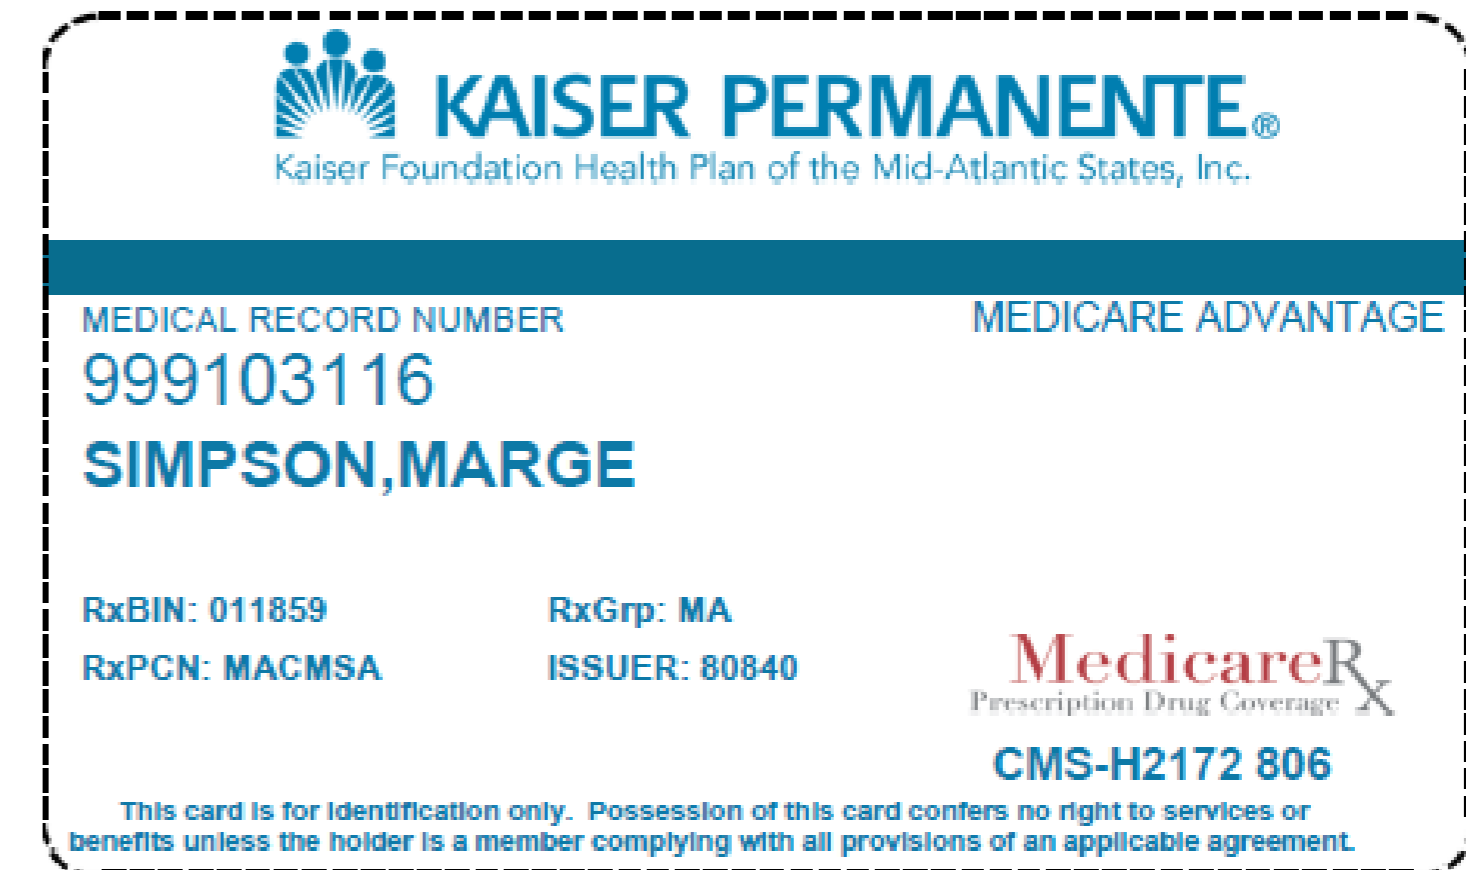 KAISER PERMANENTE®
Kaiser Foundation Health Plan of the Mid-Atlantic States, Inc.
MEDICAL RECORD NUMBER
MEDICARE ADVANTAGE
999103116
SIMPSON,MARGE
RxBIN: 011859
RxGrp: MA
RxPCN: MACMSA
ISSUER: 80840
MedicareRx
Prescription Drug Coverage
CMS-H2172 806
This card is for identification only. Possession of this card confers no right to services or
benefits unless the holder is a member complying with all provisions of an applicable agreement.